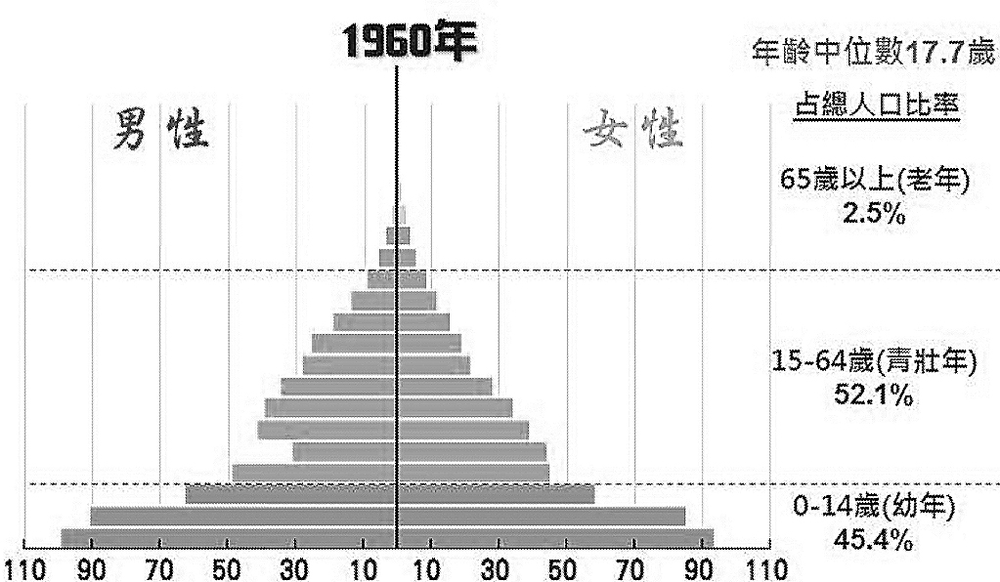 1960年
年齡中位數17.7歲
占總人口比率
男性
女性
65歲以上(老年)
2.5%
15-64歲(青壯年)
52.1%
0-14歲(幼年)
45.4%
110 90 70 50 30 10 10 30 50 70 90 110